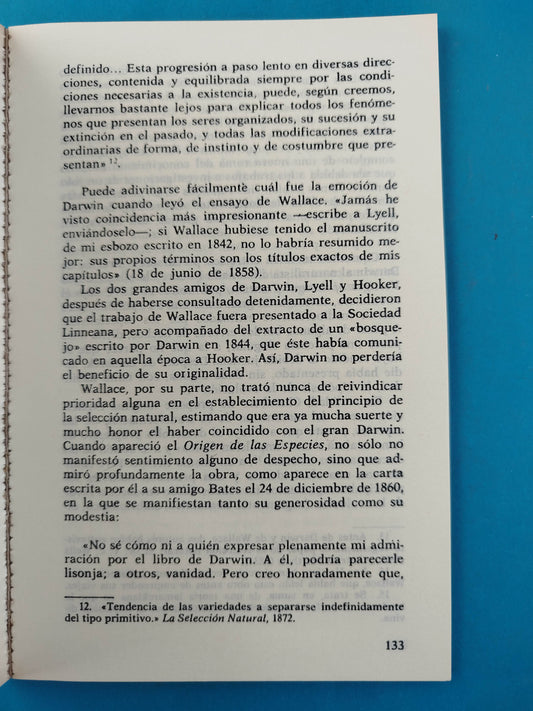 definido... Esta progresión a paso lento en diversas direc-
ciones, contenida y equilibrada siempre por las condi-
ciones necesarias a la existencia, puede, según creemos,
llevarnos bastante lejos para explicar todos los fenóme-
nos que presentan los seres organizados, su sucesión y su
extinción en el pasado, y todas las modificaciones extra-
ordinarias de forma, de instinto y de costumbre que pre-
sentan» 12.
Puede adivinarse fácilmente cuál fue la emoción de
Darwin cuando leyó el ensayo de Wallace. «Jamás he
visto coincidencia más impresionante —escribe a Lyell,
enviándoselo—; si Wallace hubiese tenido el manuscrito
de mi esbozo escrito en 1842, no lo habría resumido me-
jor: sus propios términos son los títulos exactos de mis
capítulos» (18 de junio de 1858).
Los dos grandes amigos de Darwin, Lyell y Hooker,
después de haberse consultado detenidamente, decidieron
que el trabajo de Wallace fuera presentado a la Sociedad
Linneana, pero acompañado del extracto de un «bosque-
jo» escrito por Darwin en 1844, que éste había comuni-
cado en aquella época a Hooker. Así, Darwin no perdería
el beneficio de su originalidad.
Wallace, por su parte, no trató nunca de reivindicar
prioridad alguna en el establecimiento del principio de
la selección natural, estimando que era ya mucha suerte y
mucho honor el haber coincidido con el gran Darwin.
Cuando apareció el Origen de las Especies, no sólo no
manifestó sentimiento alguno de despecho, sino que ad-
miró profundamente la obra, como aparece en la carta
escrita por él a su amigo Bates el 24 de diciembre de 1860,
en la que se manifiestan tanto su generosidad como su
modestia:
«No sé cómo ni a quién expresar plenamente mi admi-
ración por el libro de Darwin. A él, podría parecerle
lisonja; a otros, vanidad. Pero creo honradamente que,
12. «Tendencia de las variedades a separarse indefinidamente
del tipo primitivo.» La Selección Natural, 1872.
133